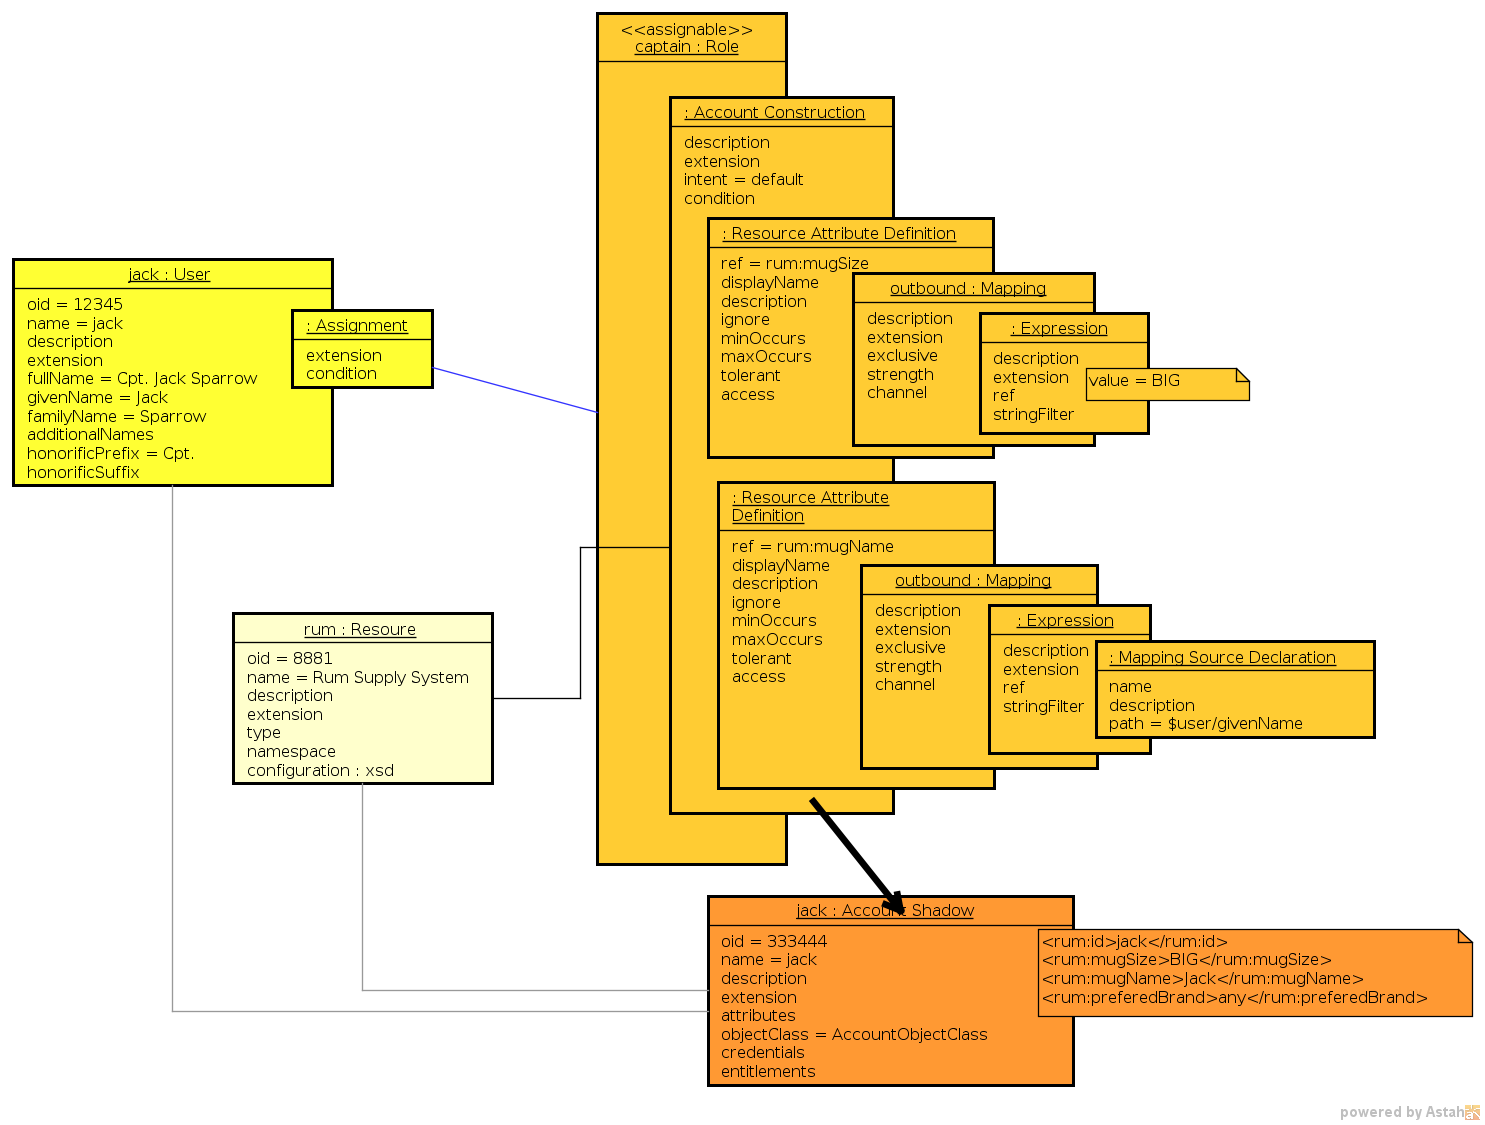 <<assignable>>
captain : Role
: Account Construction
description
extension
intent = default
condition
: Resource Attribute Definition
ref = rum:mugSize
displayName
description
ignore
minOccurs
maxOccurs
tolerant
access
outbound : Mapping
description
extension
exclusive
strength
channel
: Expression
description
extension
ref
stringFilter
value = BIG
jack : User
oid = 12345
name = jack
description
extension
fullName = Cpt. Jack Sparrow
givenName = Jack
familyName = Sparrow
additionalNames
honorificPrefix = Cpt.
honorificSuffix
: Assignment
extension
condition
: Resource Attribute
Definition
ref = rum:mugName
displayName
description
ignore
minOccurs
maxOccurs
tolerant
access
outbound : Mapping
description
extension
exclusive
strength
channel
: Expression
description
extension
ref
stringFilter
: Mapping Source Declaration
name
description
path = $user/givenName
rum : Resoure
oid = 8881
name = Rum Supply System
description
extension
type
namespace
configuration : xsd
jack : Account Shadow
oid = 333444
name = jack
description
extension
attributes
objectClass = AccountObjectClass
credentials
entitlements
<rum:id>jack</rum:id>
<rum:mugSize>BIG</rum:mugSize>
<rum:mugName>Jack</rum:mugName>
<rum:preferedBrand>any</rum:preferedBrand>
powered by Astah